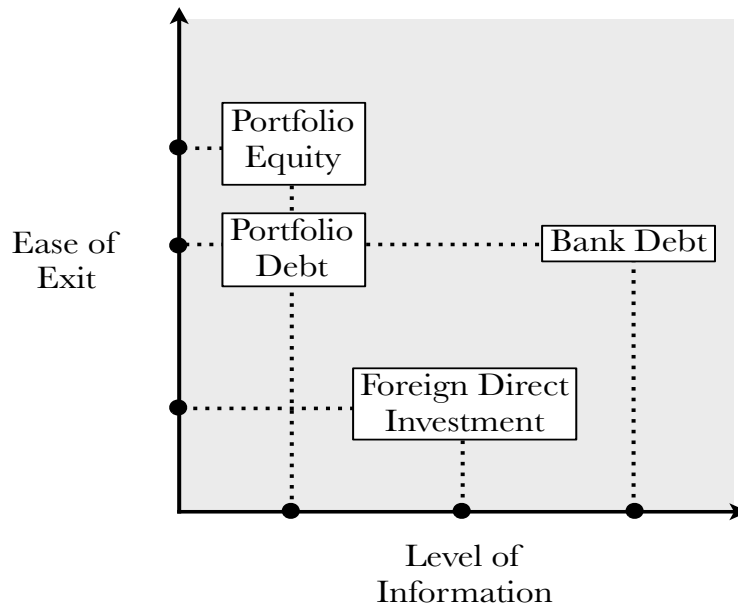 Portfolio
Equity
Ease of
Exit
Portfolio
Debt
Bank Debt
Foreign Direct
Investment
Level of
Information